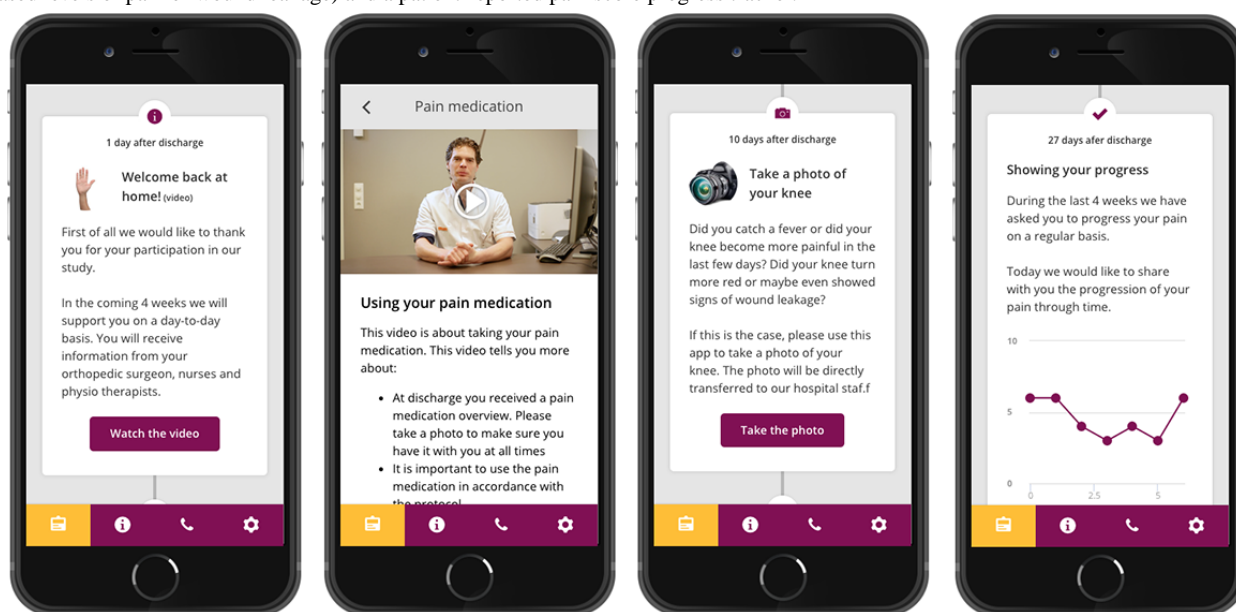 1 day after discharge
Welcome back at
home! (video)
First of all we would like to thank
you for your participation in our
study.
In the coming 4 weeks we will
support you on a day-to-day
basis. You will receive
information from your
orthopedic surgeon, nurses and
physio therapists.
Watch the video
Pain medication
Using your pain medication
This video is about taking your pain
medication. This video tells you more
about:
• At discharge you received a pain
medication overview. Please
take a photo to make sure you
have it with you at all times
• It is important to use the pain
medication in accordance with
the protocol
10 days after discharge
Take a photo of
your knee
Did you catch a fever or did your
knee become more painful in the
last few days? Did your knee turn
more red or maybe even showed
signs of wound leakage?
If this is the case, please use this
app to take a photo of your
knee. The photo will be directly
transferred to our hospital staf.f
Take the photo
27 days afer discharge
Showing your progress
During the last 4 weeks we have
asked you to progress your pain
on a regular basis.
Today we would like to share
with you the progression of your
pain through time.
10
5
0
0 2.5 5